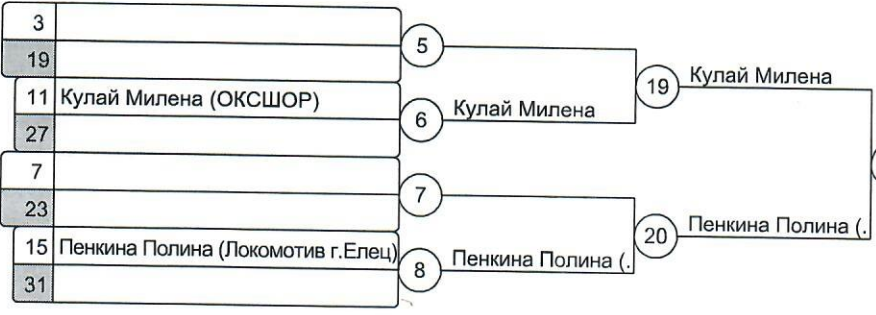 3
19
5
11 Кулай Милена (ОКСШОР)
27
6
Кулай Милена
19
Кулай Милена
7
23
7
15 Пенкина Полина (Локомотив г.Елец)
31
8
Пенкина Полина (.
20
Пенкина Полина (.